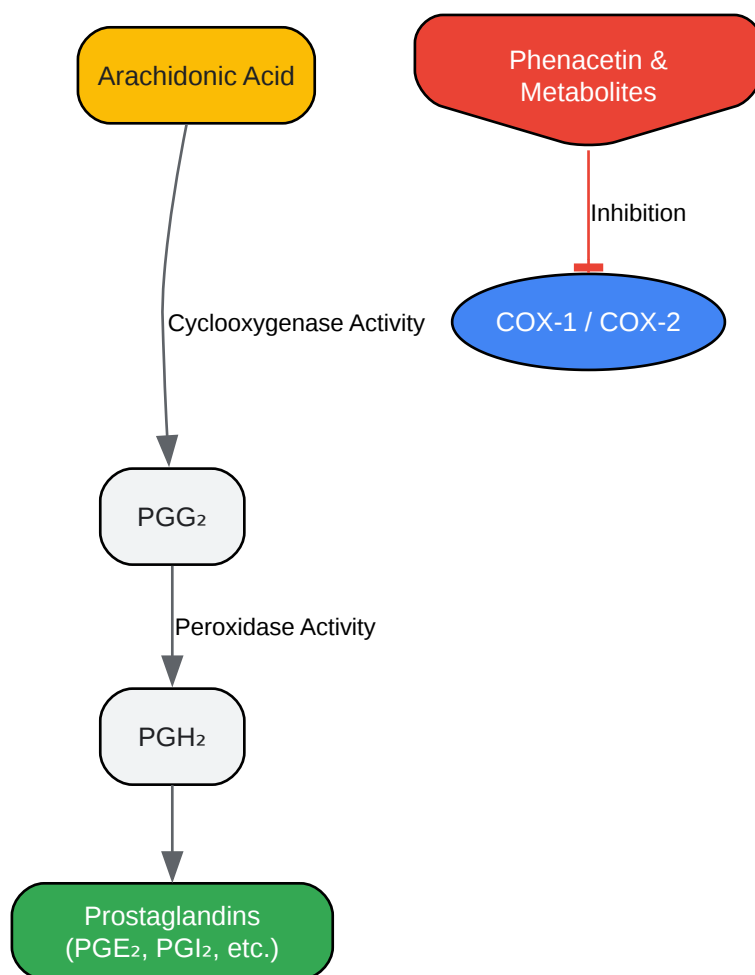 Arachidonic Acid
Phenacetin &
Metabolites
Inhibition
Cyclooxygenase Activity
COX-1 / COX-2
PGG₂
Peroxidase Activity
PGH₂
Prostaglandins
(PGE₂, PGI₂, etc.)